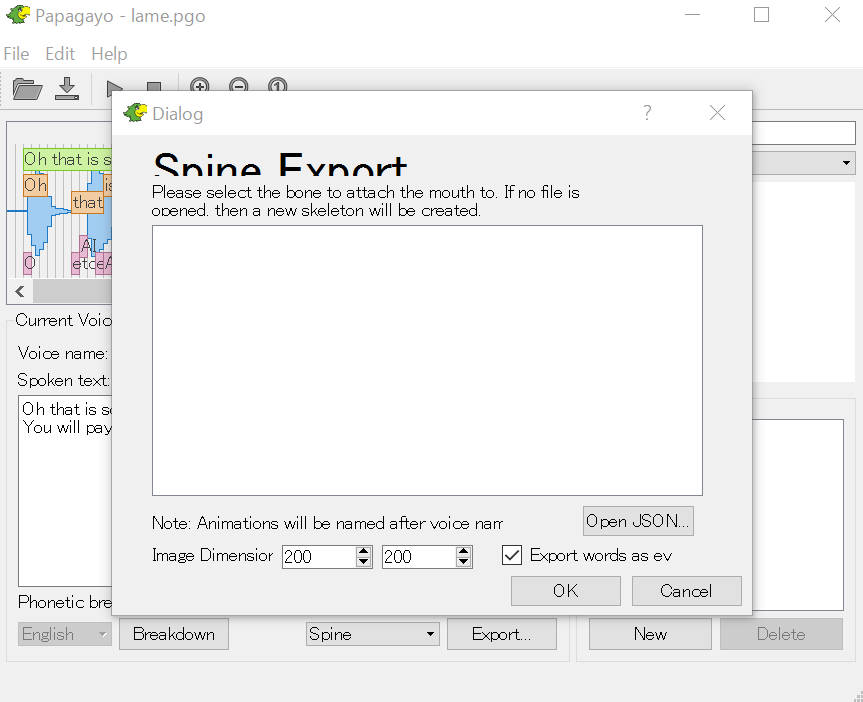 Papagayo - lame.pgo
File Edit Help
Dialog
Spine Export
Please select the bone to attach the mouth to. If no file is
opened, then a new skeleton will be created.
Oh that is s
Oh
that
is
AI
O
etc
A
Current Voic
Voice name:
Spoken text:
Oh that is so
You will pay
Note: Animations will be named after voice nam
Open JSON...
Image Dimension
200
200
Export words as ev
OK
Cancel
Phonetic bre
English
Breakdown
Spine
Export...
New
Delete